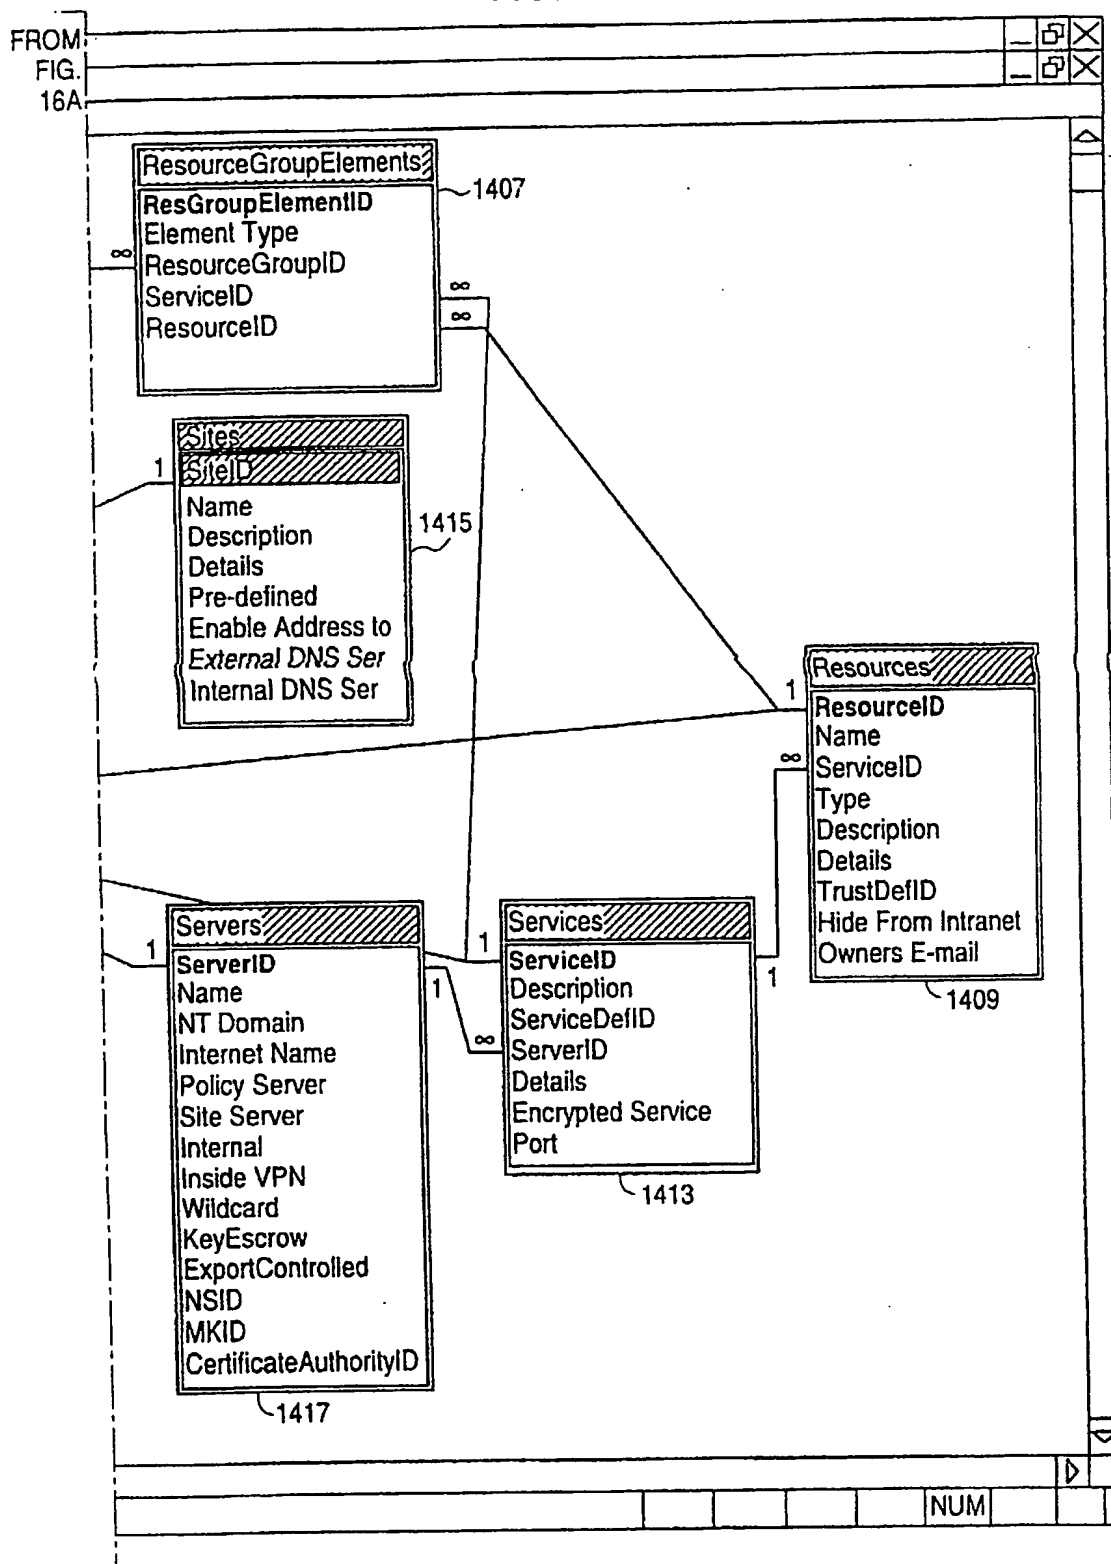 FROM
FIG.
16A
ResourceGroupElements
1407
ResGroupElementID
Element Type
∞
ResourceGroupID
ServiceID
∞
ResourceID
∞
Sites
1
SiteID
Name
Description
1415
Details
Pre-defined
Enable Address to
External DNS Ser
Internal DNS Ser
Resources
1
ResourceID
Name
∞
ServiceID
Type
Description
Details
TrustDefID
Hide From Intranet
Owners E-mail
1409
Servers
1
ServerID
Name
NT Domain
Internet Name
Policy Server
Site Server
Internal
Inside VPN
Wildcard
KeyEscrow
ExportControlled
NSID
MKID
CertificateAuthorityID
1417
Services
1
ServiceID
1
1
Description
ServiceDefID
∞
ServerID
Details
Encrypted Service
Port
1413
NUM